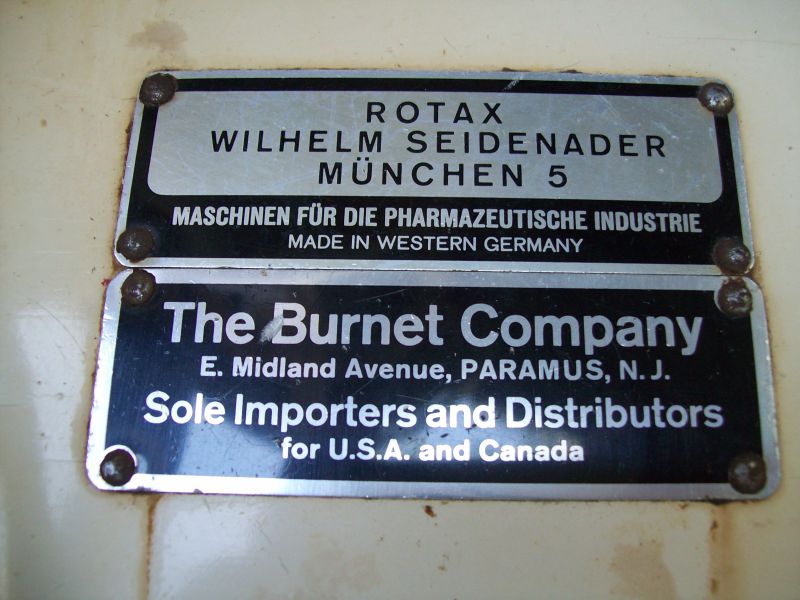 ROTAX
WILHELM SEIDENADER
MÜNCHEN 5
MASCHINEN FÜR DIE PHARMAZEUTISCHE INDUSTRIE
MADE IN WESTERN GERMANY
The Burnet Company
E. Midland Avenue, PARAMUS, N. J.
Sole Importers and Distributors
for U.S.A. and Canada